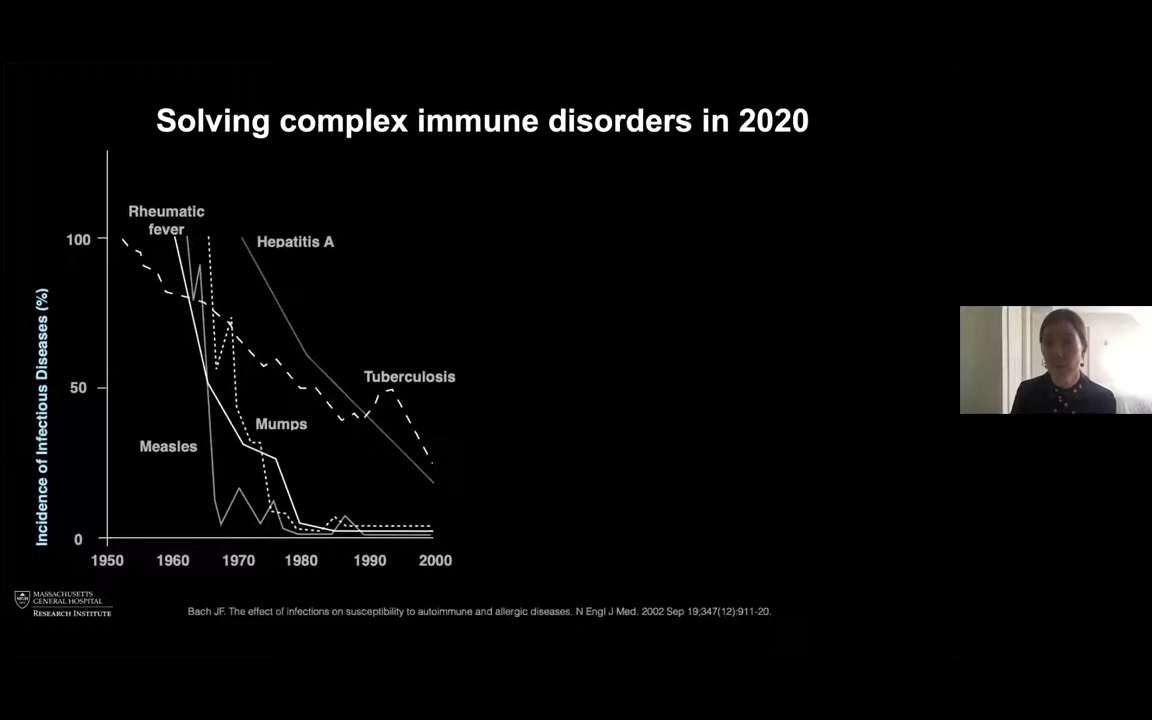 Solving complex immune disorders in 2020
Rheumatic
fever
Hepatitis A
100
Tuberculosis
50
Mumps
Measles
0
Incidence of Infectious Diseases (%)
1950 1960 1970 1980 1990 2000
MASSACHUSETTS
GENERAL HOSPITAL
RESEARCH INSTITUTE
Bach JF. The effect of infections on susceptibility to autoimmune and allergic diseases. N Engl J Med. 2002 Sep 19;347(12):911-20.